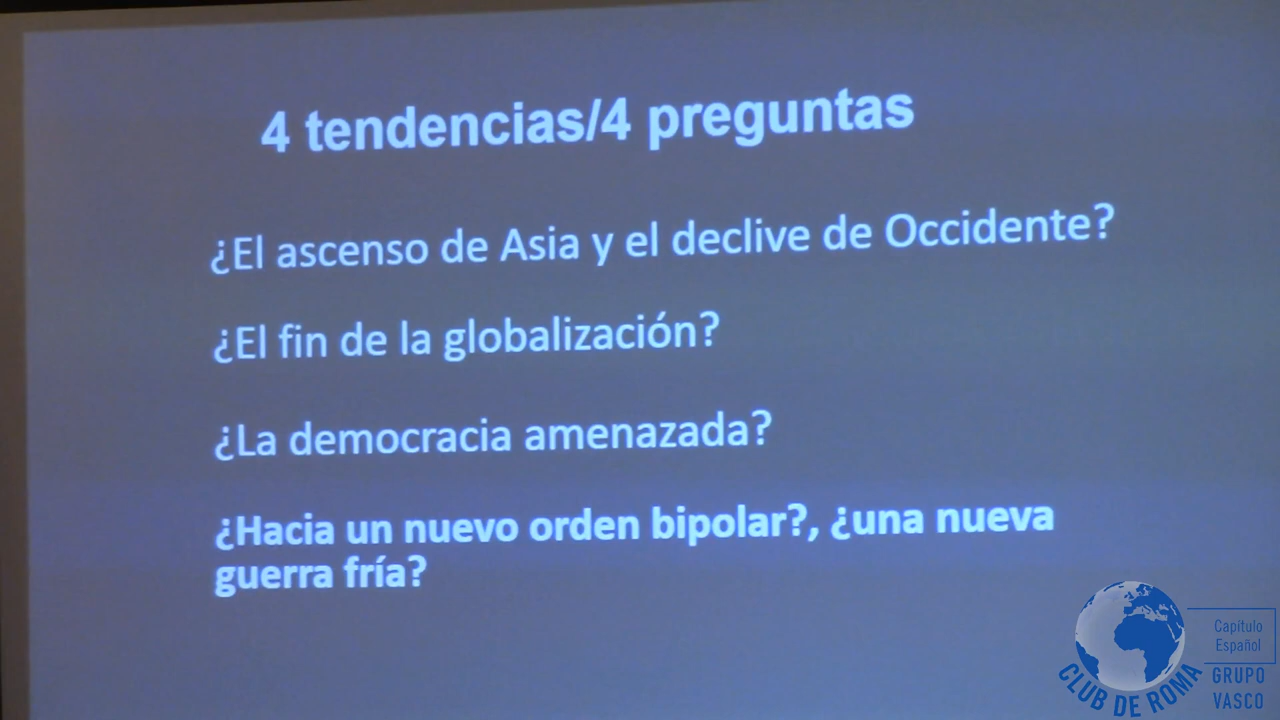 4 tendencias/4 preguntas
¿El ascenso de Asia y el declive de Occidente?
¿El fin de la globalización?
¿La democracia amenazada?
¿Hacia un nuevo orden bipolar?, ¿una nueva
guerra fría?
Capítulo
Español
CLUB DE ROMA
GRUPO
VASCO